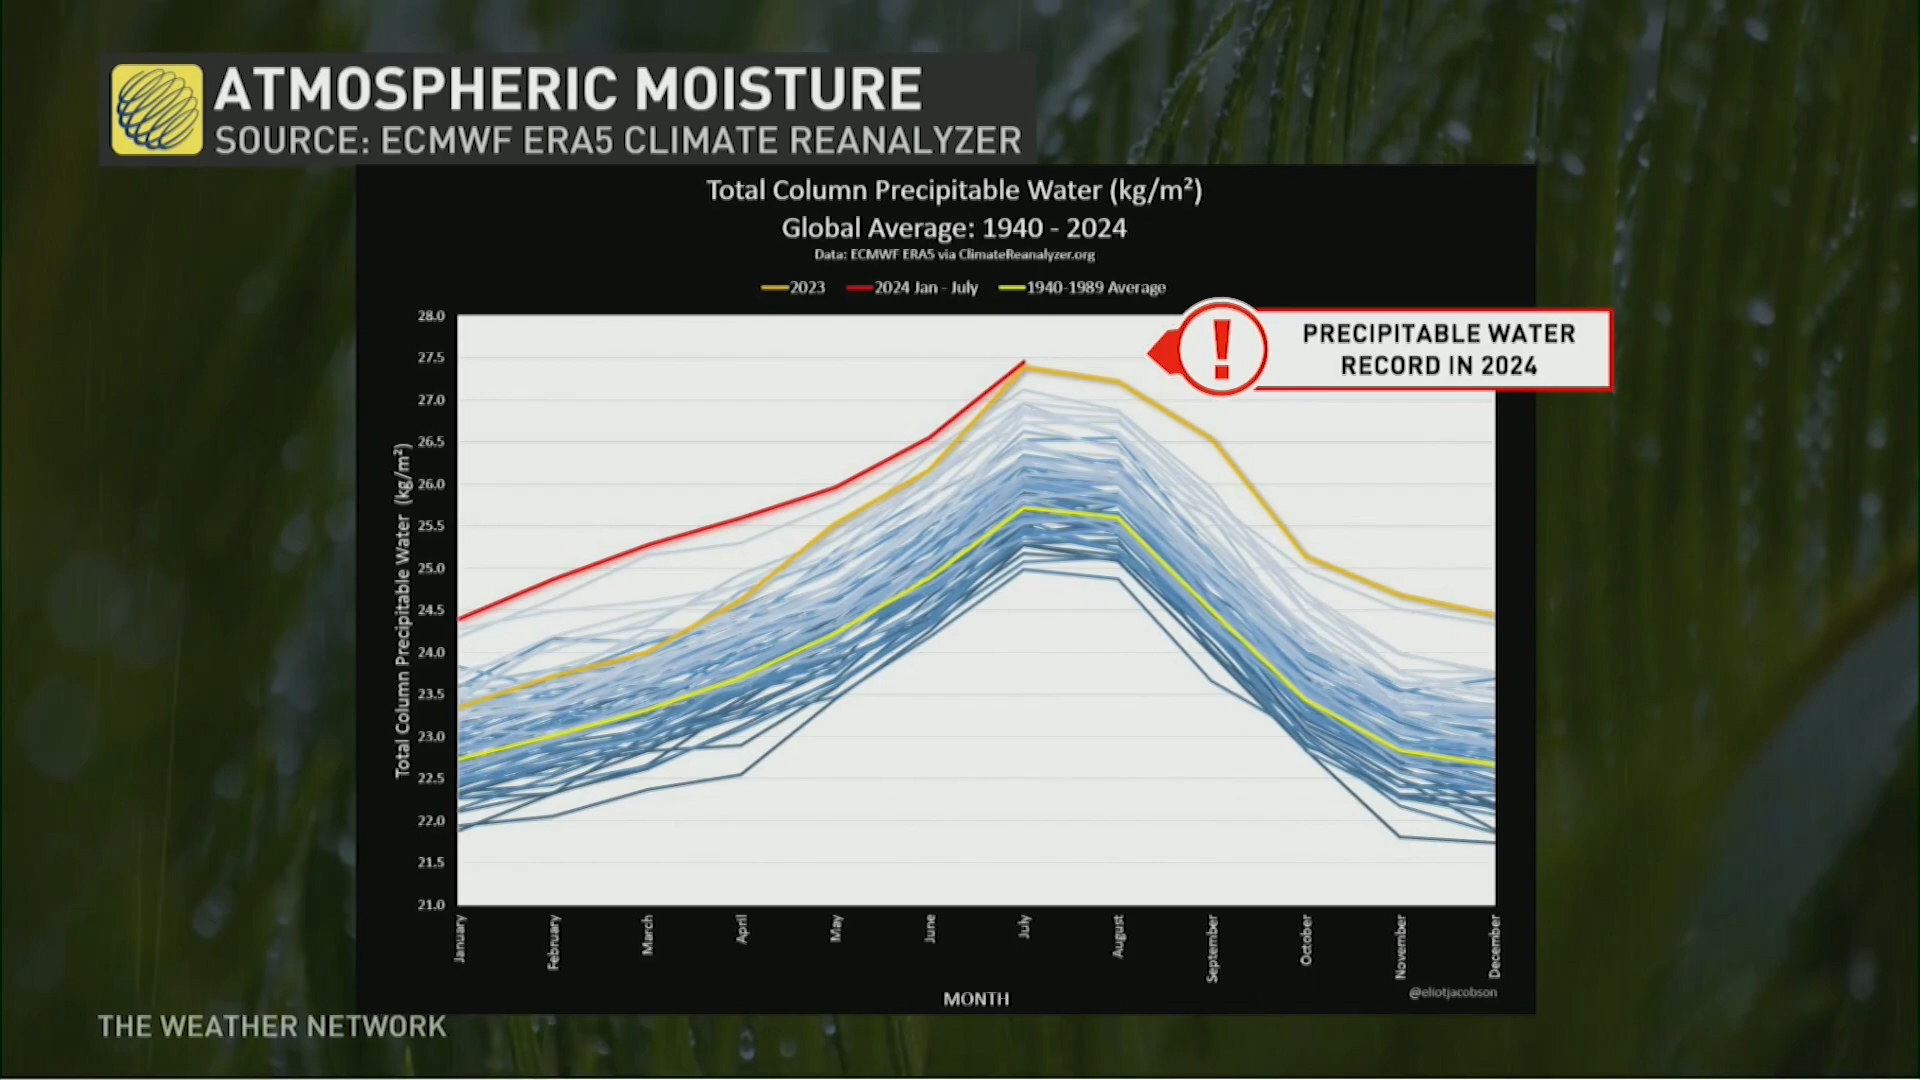 ATMOSPHERIC MOISTURE
SOURCE: ECMWF ERA5 CLIMATE REANALYZER
Total Column Precipitable Water (kg/m²)
Global Average: 1940 - 2024
Data: ECMWF ERA5 via ClimateReanalyzer.org
2023 2024 Jan - July 1940-1989 Average
PRECIPITABLE WATER
RECORD IN 2024
Total Column Precipitable Water (kg/m²)
28.0
27.5
27.0
26.5
26.0
25.5
25.0
24.5
24.0
23.5
23.0
22.5
22.0
21.5
21.0
January February March April May June July August September October November December
MONTH
@eliotjacobson
THE WEATHER NETWORK